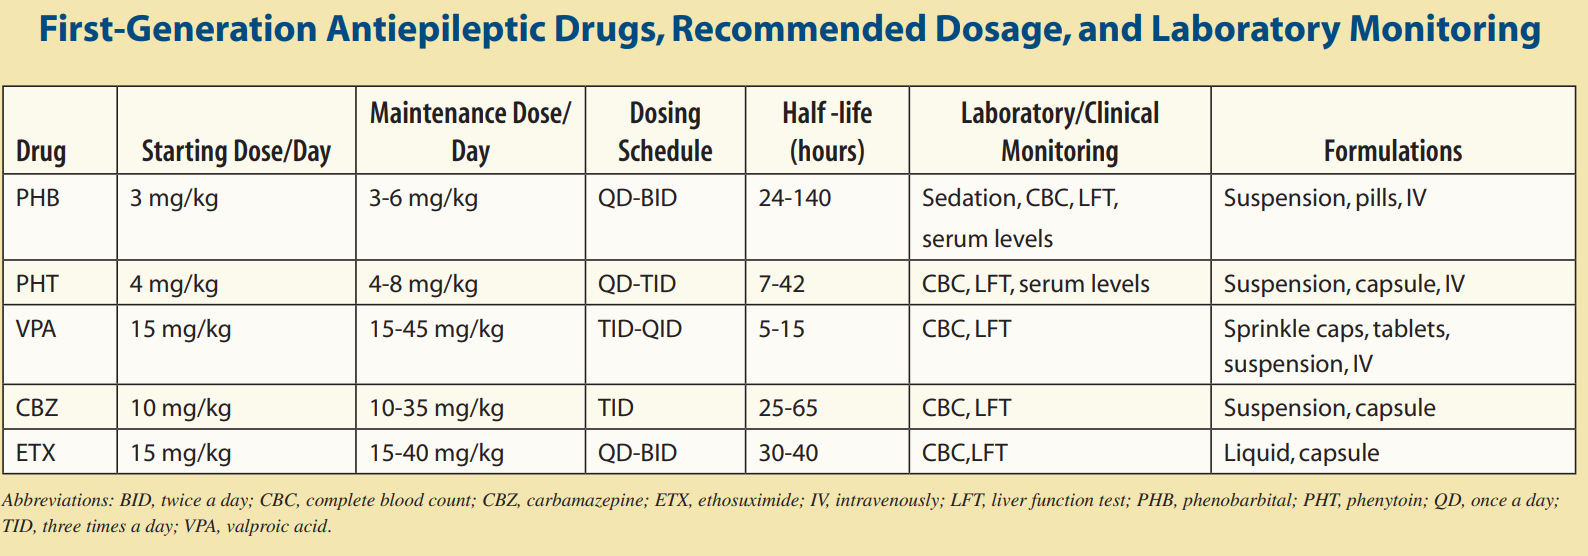 First-Generation Antiepileptic Drugs, Recommended Dosage, and Laboratory Monitoring
Drug Starting Dose/Day Maintenance Dose/ Day Dosing Schedule Half -life (hours) Laboratory/Clinical Monitoring Formulations
PHB 3 mg/kg 3-6 mg/kg QD-BID 24-140 Sedation, CBC, LFT, serum levels Suspension, pills, IV
PHT 4 mg/kg 4-8 mg/kg QD-TID 7-42 CBC, LFT, serum levels Suspension, capsule, IV
VPA 15 mg/kg 15-45 mg/kg TID-QID 5-15 CBC, LFT Sprinkle caps, tablets, suspension, IV
CBZ 10 mg/kg 10-35 mg/kg TID 25-65 CBC, LFT Suspension, capsule
ETX 15 mg/kg 15-40 mg/kg QD-BID 30-40 CBC,LFT Liquid, capsule
Abbreviations: BID, twice a day; CBC, complete blood count; CBZ, carbamazepine; ETX, ethosuximide; IV, intravenously; LFT, liver function test; PHB, phenobarbital; PHT, phenytoin; QD, once a day;
TID, three times a day; VPA, valproic acid.